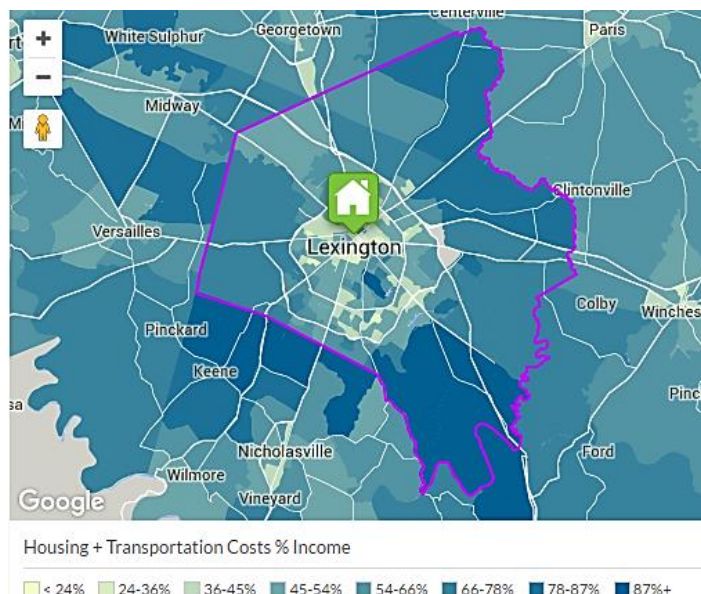 Centerville
+
White Sulphur
Georgetown
Paris
−
Midway
Clintonville
Versailles
Lexington
Colby
Winches
Pinckard
Keene
sa
Pinc
Nicholasville
Ford
Wilmore
Google
Vineyard
Housing + Transportation Costs % Income
< 24% 24-36% 36-45% 45-54% 54-66% 66-78% 78-87% 87%+